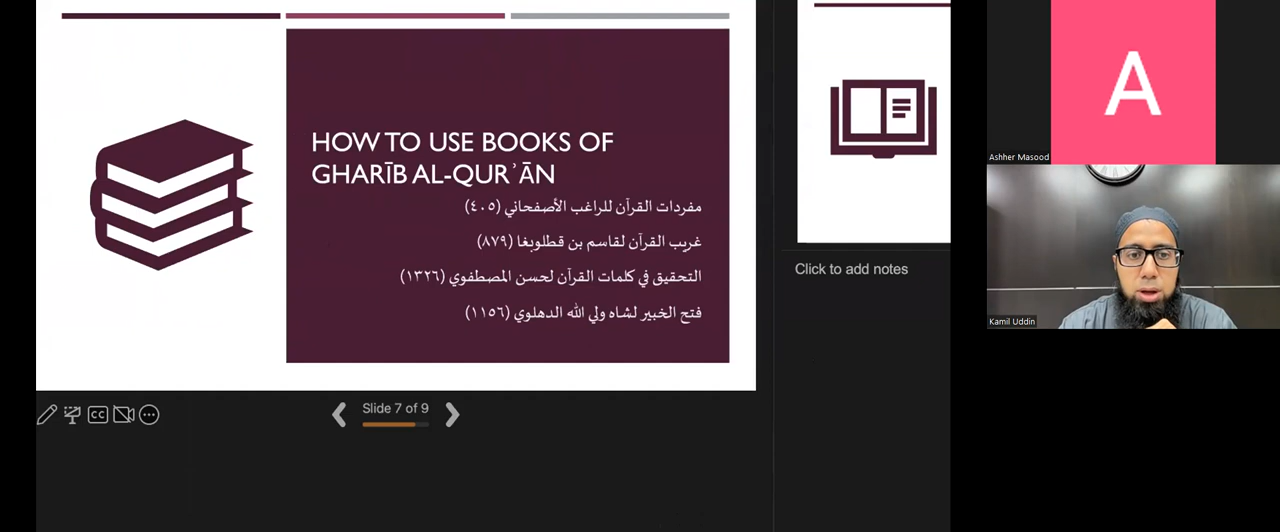 HOW TO USE BOOKS OF
GHARĪB AL-QURʾĀN
مفردات القرآن للراغب الأصفحاني (٤٠٥)
غريب القرآن لقاسم بن قطلوبغا (٨٧٩)
التحقيق في كلمات القرآن لحسن المصطفوي (١٣٢٦)
فتح الخبير لشاه ولي الله الدهلوي (١١٥٦)
CC
Slide 7 of 9
Click to add notes
A
Ashher Masood
Kamil Uddin